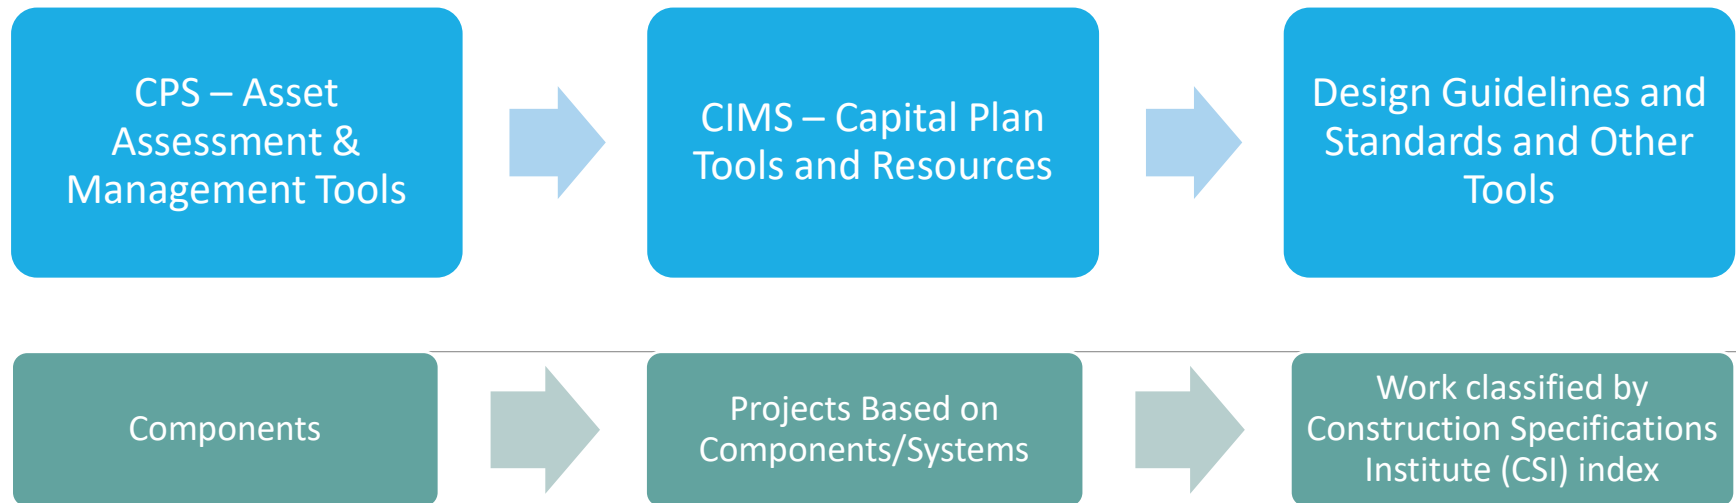 CPS – Asset
Assessment &
Management Tools
CIMS – Capital Plan
Tools and Resources
Design Guidelines and
Standards and Other
Tools
Components
Projects Based on
Components/Systems
Work classified by
Construction Specifications
Institute (CSI) index